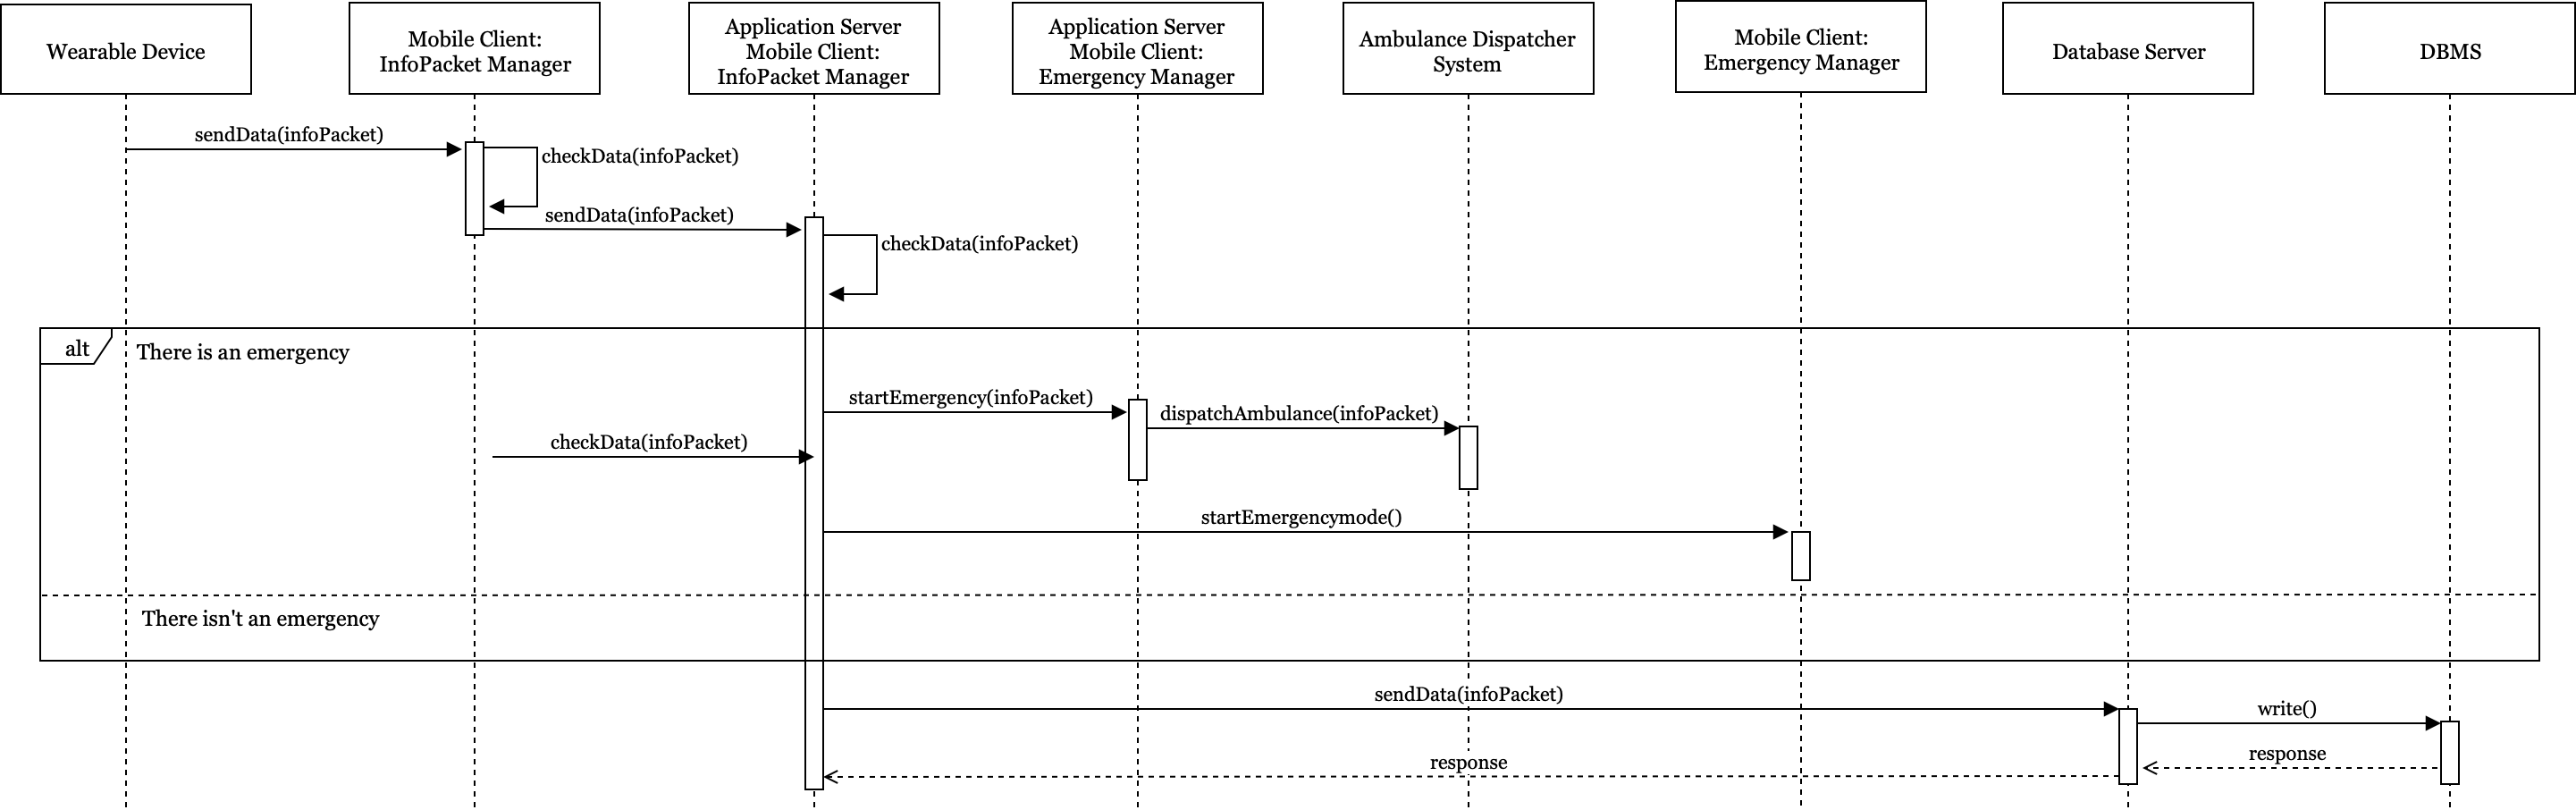 Wearable Device
Mobile Client:
InfoPacket Manager
Application Server
Mobile Client:
InfoPacket Manager
Application Server
Mobile Client:
Emergency Manager
Ambulance Dispatcher
System
Mobile Client:
Emergency Manager
Database Server
DBMS
sendData(infoPacket)
checkData(infoPacket)
sendData(infoPacket)
checkData(infoPacket)
alt
There is an emergency
startEmergency(infoPacket)
dispatchAmbulance(infoPacket)
checkData(infoPacket)
startEmergencymode()
There isn't an emergency
sendData(infoPacket)
write()
response
response